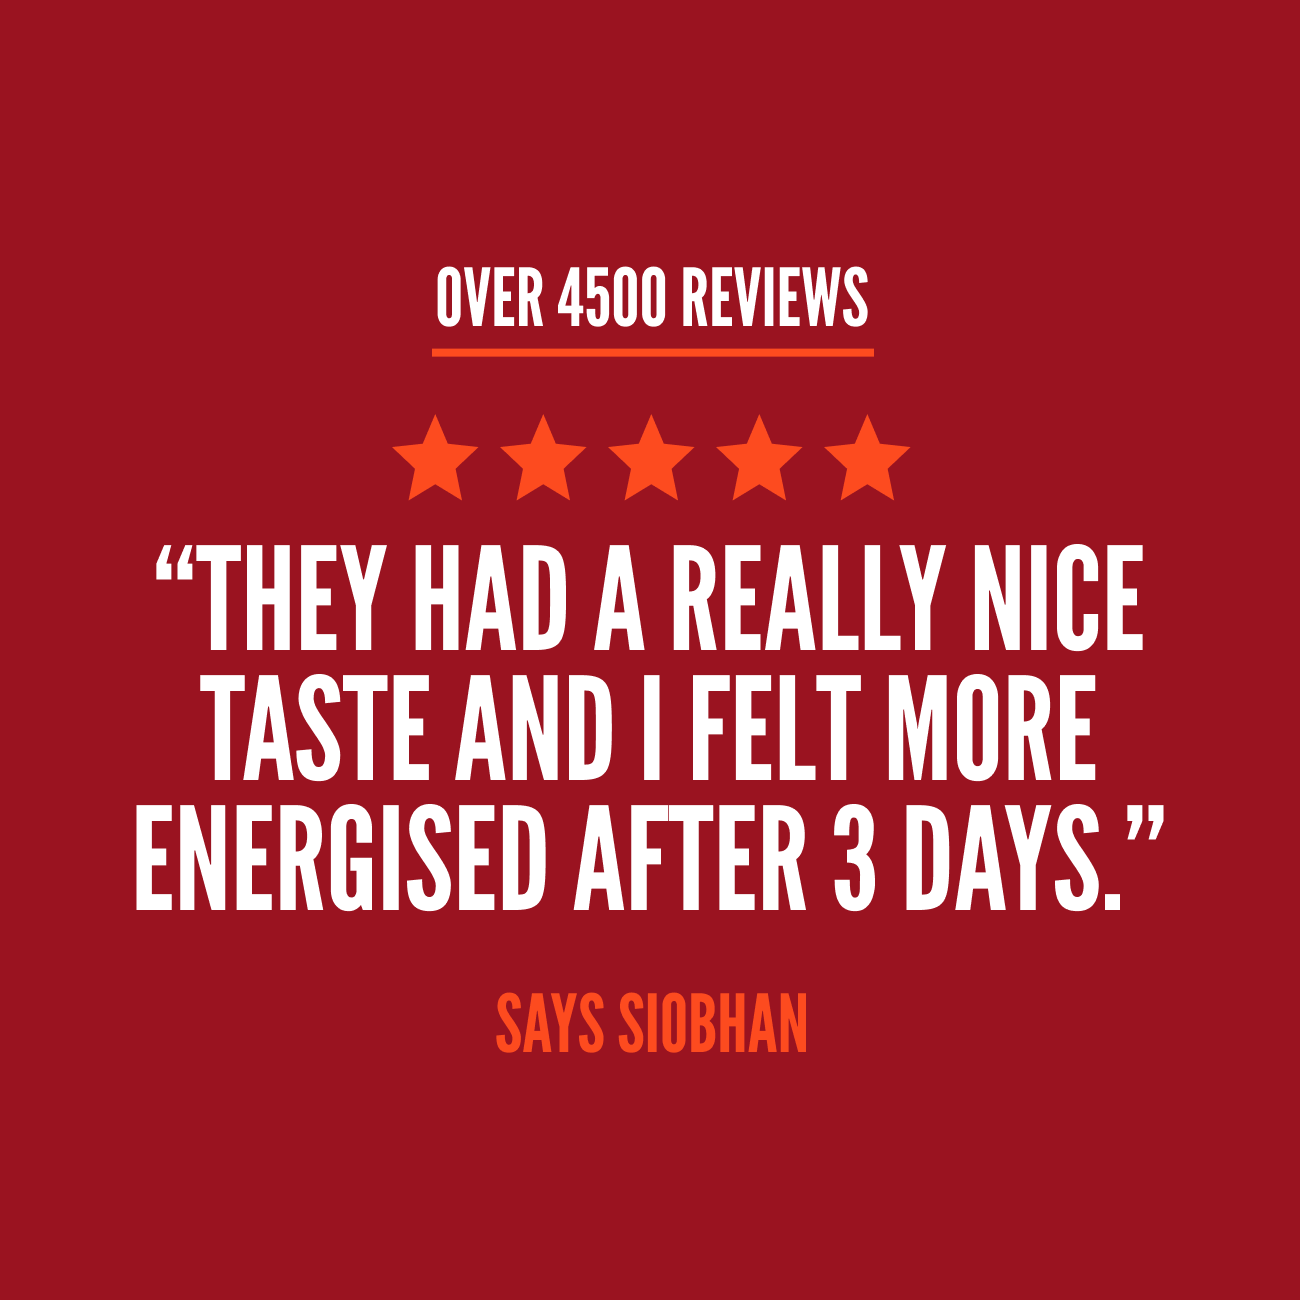 OVER 4500 REVIEWS
“THEY HAD A REALLY NICE
TASTE AND I FELT MORE
ENERGISED AFTER 3 DAYS.”
SAYS SIOBHAN